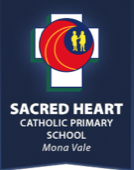 SACRED HEART
CATHOLIC PRIMARY
SCHOOL
Mona Vale